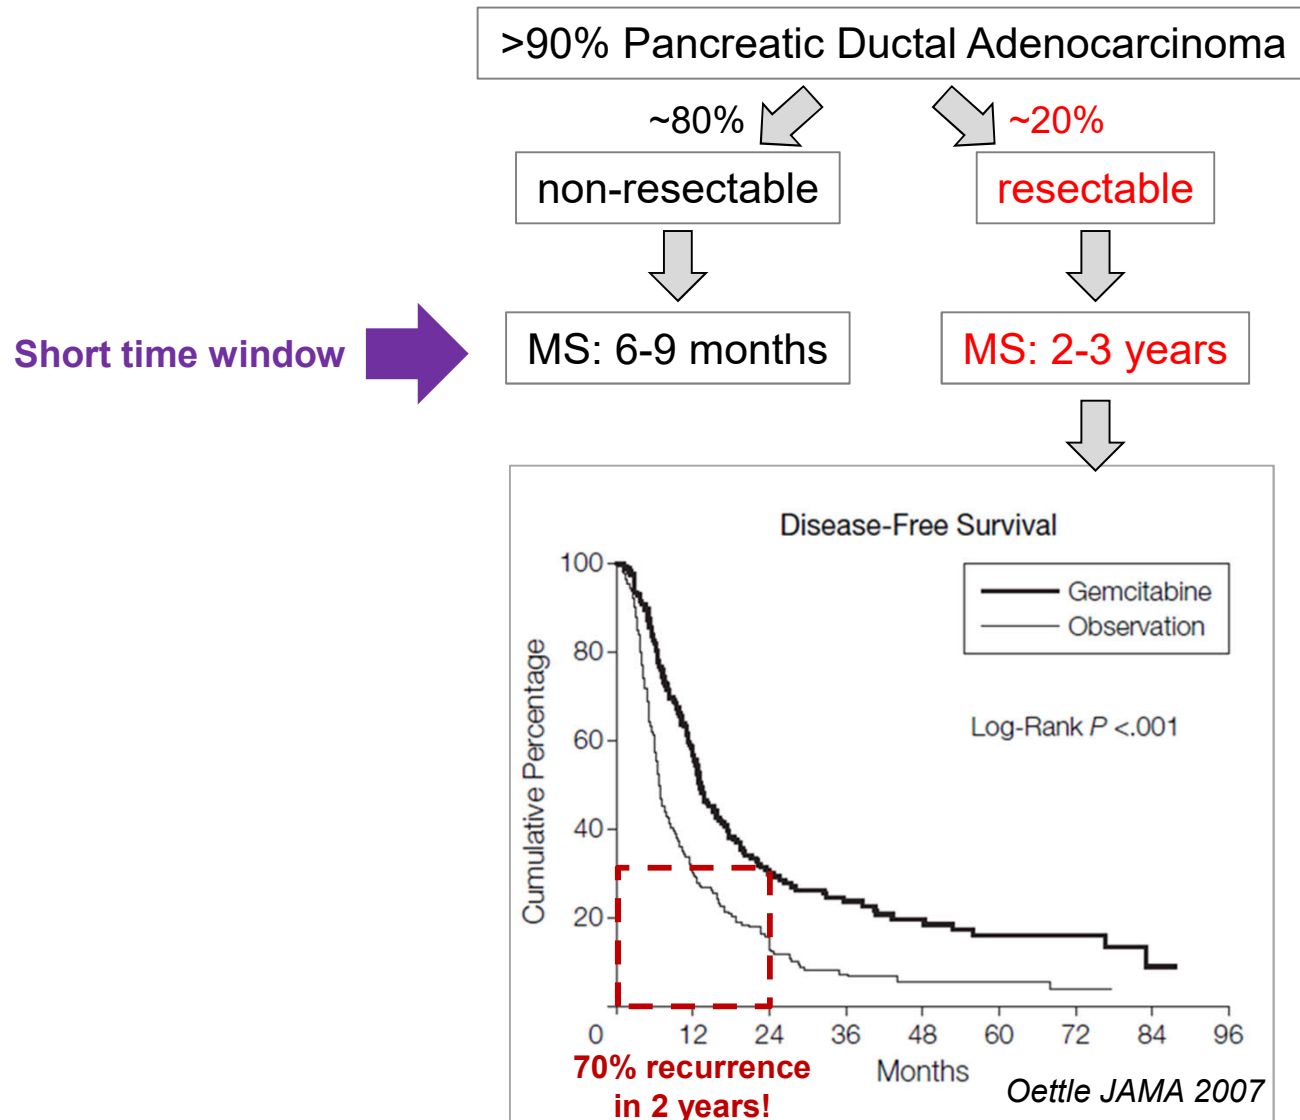 >90% Pancreatic Ductal Adenocarcinoma
~80%
~20%
non-resectable
resectable
Short time window
MS: 6-9 months
MS: 2-3 years
Disease-Free Survival
Gemcitabine
Observation
Log-Rank P <.001
Cumulative Percentage
100
80
60
40
20
0
12
24
36
48
60
72
84
96
Months
70% recurrence
in 2 years!
Oettle JAMA 2007